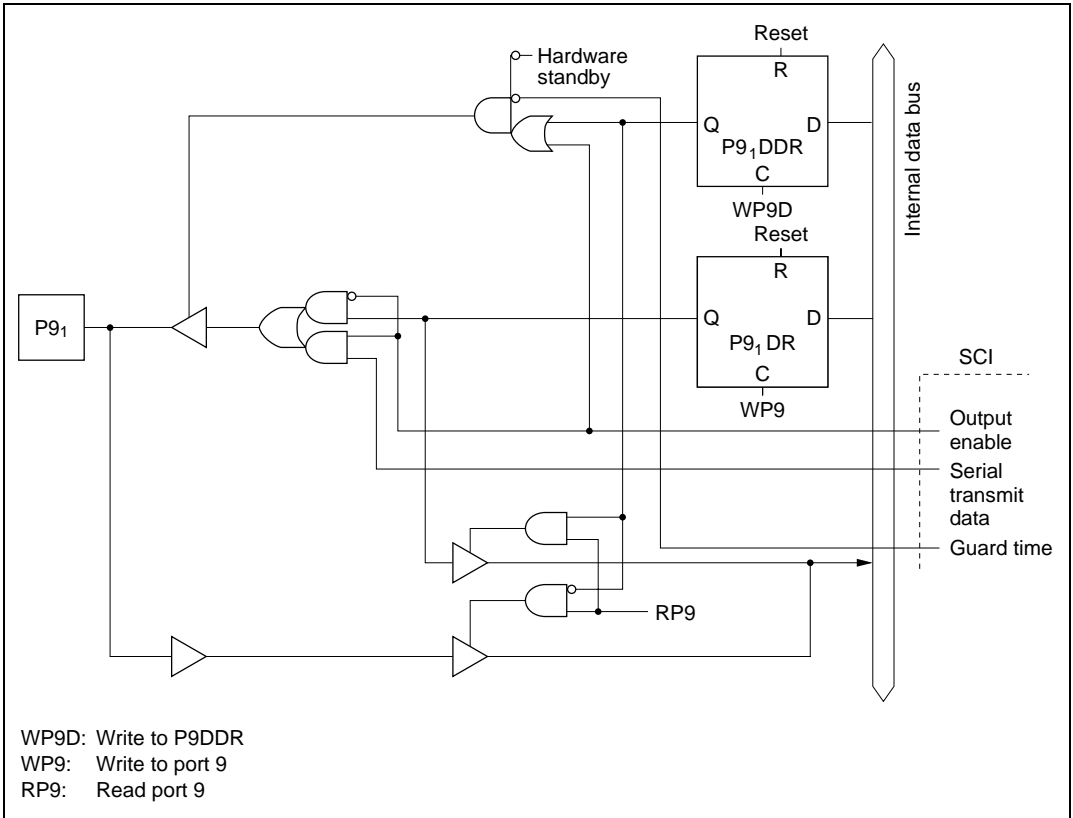 Reset
Hardware
standby
R
Q
D
P9₁DDR
C
WP9D
Internal data bus
Reset
R
P9₁
Q
D
P9₁ DR
C
WP9
SCI
Output
enable
Serial
transmit
data
Guard time
RP9
WP9D: Write to P9DDR
WP9: Write to port 9
RP9: Read port 9